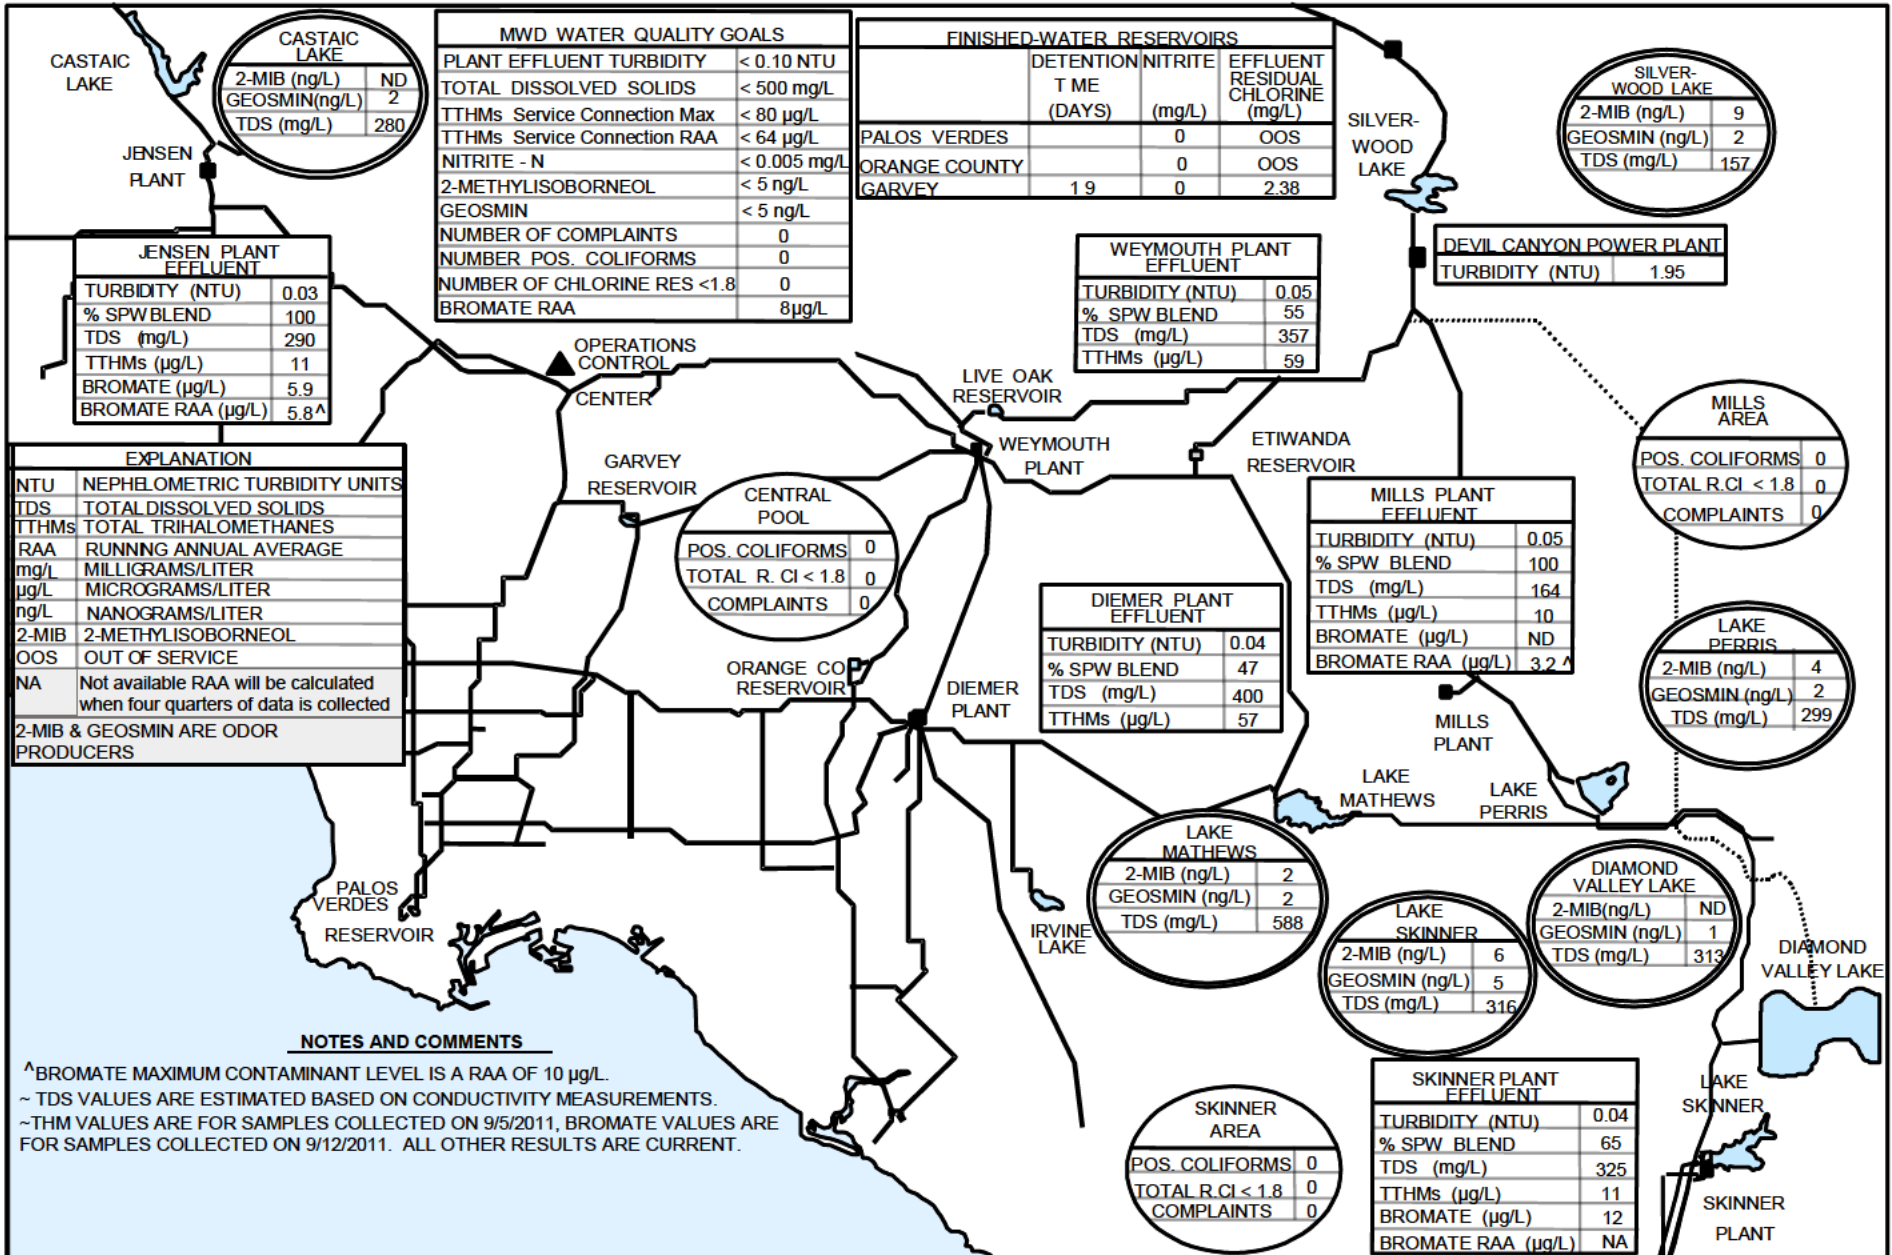 CASTAIC
LAKE
CASTAIC
LAKE
2-MIB (ng/L) ND
GEOSMIN(ng/L) 2
TDS (mg/L) 280
JENSEN
PLANT
MWD WATER QUALITY GOALS
PLANT EFFLUENT TURBIDITY < 0.10 NTU
TOTAL DISSOLVED SOLIDS < 500 mg/L
TTHMs Service Connection Max < 80 µg/L
TTHMs Service Connection RAA < 64 µg/L
NITRITE - N < 0.005 mg/L
2-METHYLISOBORNEOL < 5 ng/L
GEOSMIN < 5 ng/L
NUMBER OF COMPLAINTS 0
NUMBER POS. COLIFORMS 0
NUMBER OF CHLORINE RES <1.8 0
BROMATE RAA 8µg/L
FINISHED-WATER RESERVOIRS
DETENTION NITRITE EFFLUENT
T ME RESIDUAL
CHLORINE
(DAYS) (mg/L) (mg/L)
PALOS VERDES 0 OOS
ORANGE COUNTY 0 OOS
GARVEY 1 9 0 2.38
SILVER-
WOOD
LAKE
SILVER-
WOOD LAKE
2-MIB (ng/L) 9
GEOSMIN (ng/L) 2
TDS (mg/L) 157
DEVIL CANYON POWER PLANT
TURBIDITY (NTU) 1.95
JENSEN PLANT
EFFLUENT
TURBIDITY (NTU) 0.03
% SPW BLEND 100
TDS (mg/L) 290
TTHMs (µg/L) 11
BROMATE (µg/L) 5.9
BROMATE RAA (µg/L) 5.8^
WEYMOUTH PLANT
EFFLUENT
TURBIDITY (NTU) 0.05
% SPW BLEND 55
TDS (mg/L) 357
TTHMs (µg/L) 59
OPERATIONS
CONTROL
CENTER
LIVE OAK
RESERVOIR
WEYMOUTH
PLANT
ETIWANDA
RESERVOIR
GARVEY
RESERVOIR
MILLS
AREA
POS. COLIFORMS 0
TOTAL R.Cl < 1.8 0
COMPLAINTS 0
EXPLANATION
NTU NEPHELOMETRIC TURBIDITY UNITS
TDS TOTAL DISSOLVED SOLIDS
TTHMs TOTAL TRIHALOMETHANES
RAA RUNNING ANNUAL AVERAGE
mg/L MILLIGRAMS/LITER
µg/L MICROGRAMS/LITER
ng/L NANOGRAMS/LITER
2-MIB 2-METHYLISOBORNEOL
OOS OUT OF SERVICE
NA Not available RAA will be calculated
when four quarters of data is collected
2-MIB & GEOSMIN ARE ODOR
PRODUCERS
CENTRAL
POOL
POS. COLIFORMS 0
TOTAL R. Cl < 1.8 0
COMPLAINTS 0
MILLS PLANT
EFFLUENT
TURBIDITY (NTU) 0.05
% SPW BLEND 100
TDS (mg/L) 164
TTHMs (µg/L) 10
BROMATE (µg/L) ND
BROMATE RAA (µg/L) 3.2 ^
DIEMER PLANT
EFFLUENT
TURBIDITY (NTU) 0.04
% SPW BLEND 47
TDS (mg/L) 400
TTHMs (µg/L) 57
LAKE
PERRIS
2-MIB (ng/L) 4
GEOSMIN (ng/L) 2
TDS (mg/L) 299
ORANGE CO
RESERVOIR
DIEMER
PLANT
MILLS
PLANT
LAKE
MATHEWS
LAKE
PERRIS
LAKE
MATHEWS
2-MIB (ng/L) 2
GEOSMIN (ng/L) 2
TDS (mg/L) 588
DIAMOND
VALLEY LAKE
2-MIB(ng/L) ND
GEOSMIN (ng/L) 1
TDS (mg/L) 313
LAKE
SKINNER
2-MIB (ng/L) 6
GEOSMIN (ng/L) 5
TDS (mg/L) 316
PALOS
VERDES
RESERVOIR
IRVINE
LAKE
DIAMOND
VALLEY LAKE
NOTES AND COMMENTS
^BROMATE MAXIMUM CONTAMINANT LEVEL IS A RAA OF 10 µg/L.
~ TDS VALUES ARE ESTIMATED BASED ON CONDUCTIVITY MEASUREMENTS.
~THM VALUES ARE FOR SAMPLES COLLECTED ON 9/5/2011, BROMATE VALUES ARE
FOR SAMPLES COLLECTED ON 9/12/2011. ALL OTHER RESULTS ARE CURRENT.
SKINNER
AREA
POS. COLIFORMS 0
TOTAL R.Cl < 1.8 0
COMPLAINTS 0
SKINNER PLANT
EFFLUENT
TURBIDITY (NTU) 0.04
% SPW BLEND 65
TDS (mg/L) 325
TTHMs (µg/L) 11
BROMATE (µg/L) 12
BROMATE RAA (µg/L) NA
LAKE
SKINNER
SKINNER
PLANT